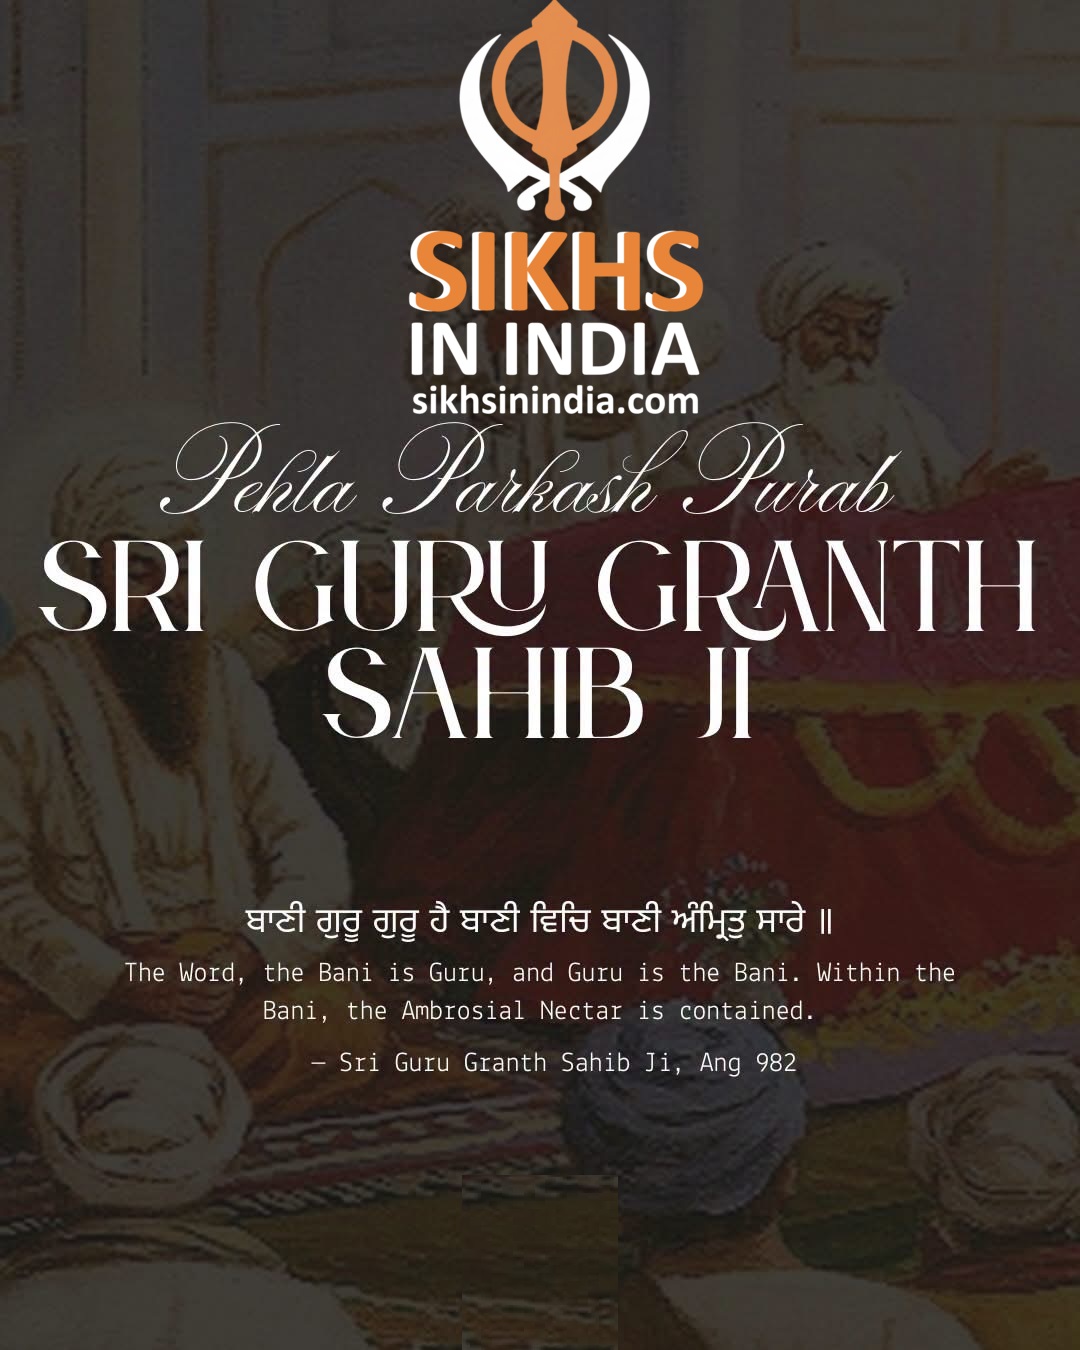 SIKHS
IN INDIA
sikhsinindia.com
Pehla Parkash Purab
SRI GURU GRANTH
SAHIB JI
ਬਾਣੀ ਗੁਰੂ ਗੁਰੂ ਹੈ ਬਾਣੀ ਵਿਚਿ ਬਾਣੀ ਅੰਮ੍ਰਿਤੁ ਸਾਰੇ ॥
The Word, the Bani is Guru, and Guru is the Bani. Within the
Bani, the Ambrosial Nectar is contained.
— Sri Guru Granth Sahib Ji, Ang 982